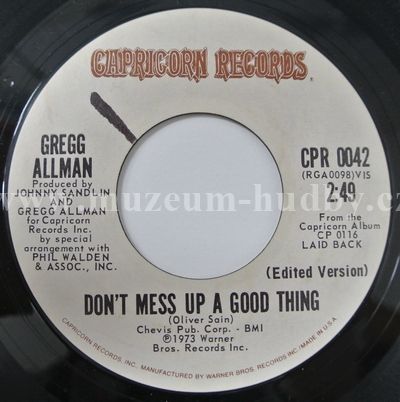 CAPRICORN RECORDS
GREGG
ALLMAN
Produced by
JOHNNY SANDLIN
AND
GREGG ALLMAN
for Capricorn
Records Inc.
by special
arrangement with
PHIL WALDEN
& ASSOC., INC.
CPR 0042
(RGA0098) VIS
2:49
From the
Capricorn Album
CP 0116
LAID BACK
(Edited Version)
www.muzeum-hudby.cz
DON'T MESS UP A GOOD THING
(Oliver Sain)
Chevis Pub. Corp. - BMI
℗1973 Warner
Bros. Records Inc.
CAPRICORN RECORDS, INC., MANUFACTURED BY WARNER BROS. RECORDS INC. MADE IN U.S.A.